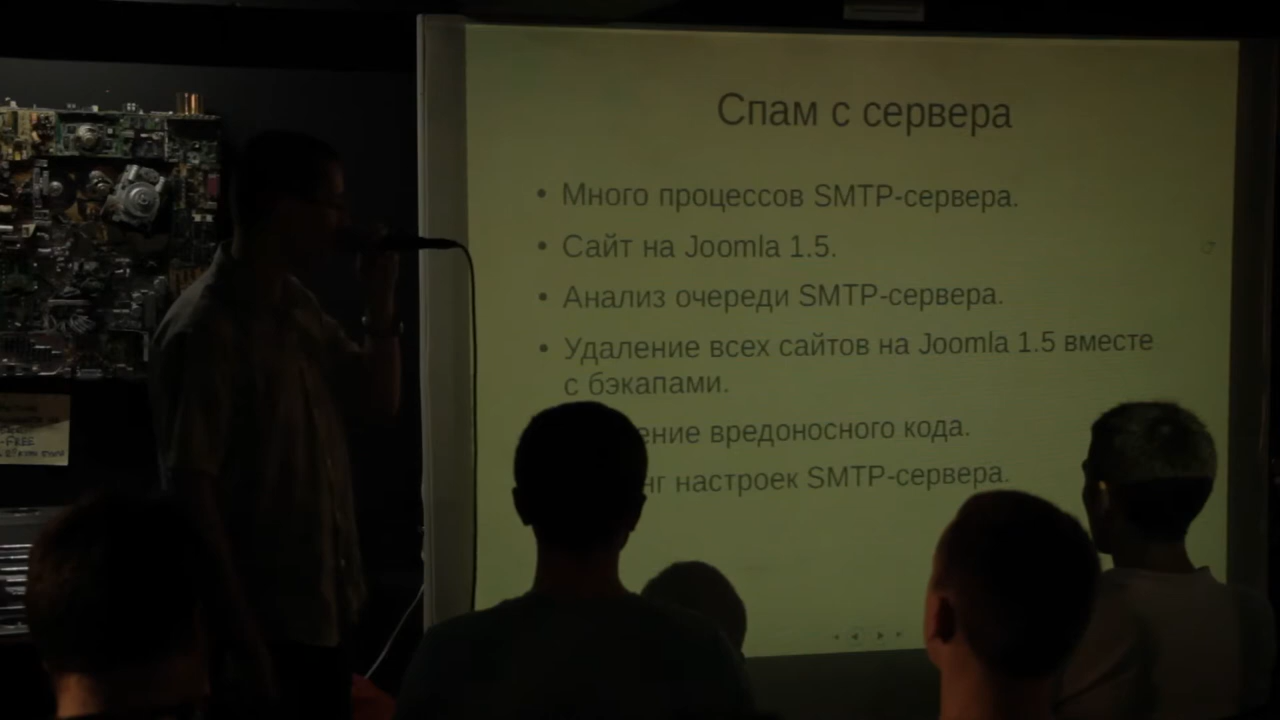 Спам с сервера
• Много процессов SMTP-сервера.
• Сайт на Joomla 1.5.
• Анализ очереди SMTP-сервера.
• Удаление всех сайтов на Joomla 1.5 вместе
с бэкапами.
ение вредоносного кода.
нг настроек SMTP-сервера.
-FREE